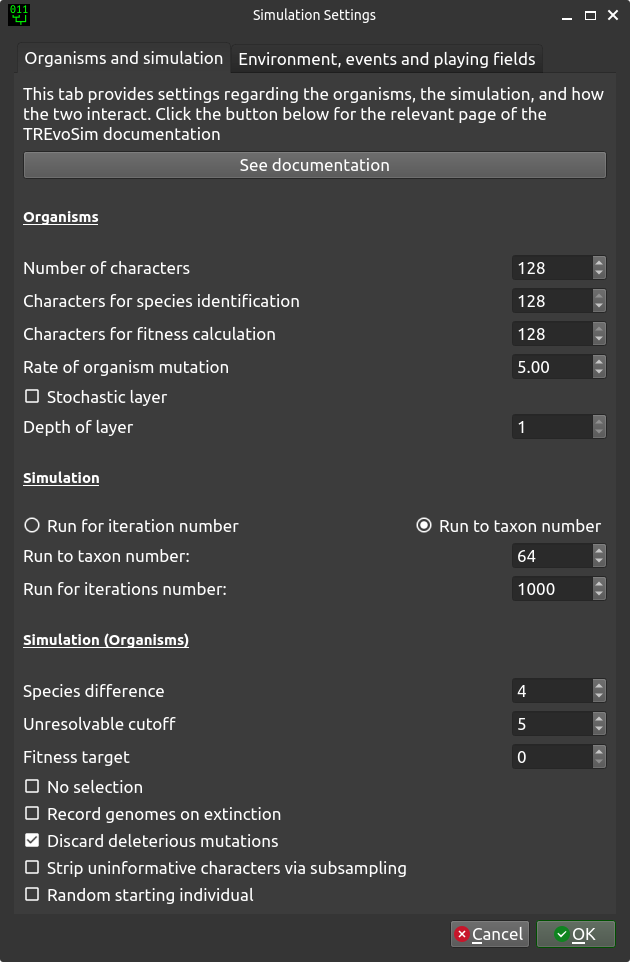 011
Simulation Settings
Organisms and simulation
Environment, events and playing fields
This tab provides settings regarding the organisms, the simulation, and how
the two interact. Click the button below for the relevant page of the
TREvoSim documentation
See documentation
Organisms
Number of characters 128
Characters for species identification 128
Characters for fitness calculation 128
Rate of organism mutation 5.00
Stochastic layer
Depth of layer 1
Simulation
Run for iteration number Run to taxon number
Run to taxon number: 64
Run for iterations number: 1000
Simulation (Organisms)
Species difference 4
Unresolvable cutoff 5
Fitness target 0
No selection
Record genomes on extinction
Discard deleterious mutations
Strip uninformative characters via subsampling
Random starting individual
Cancel OK